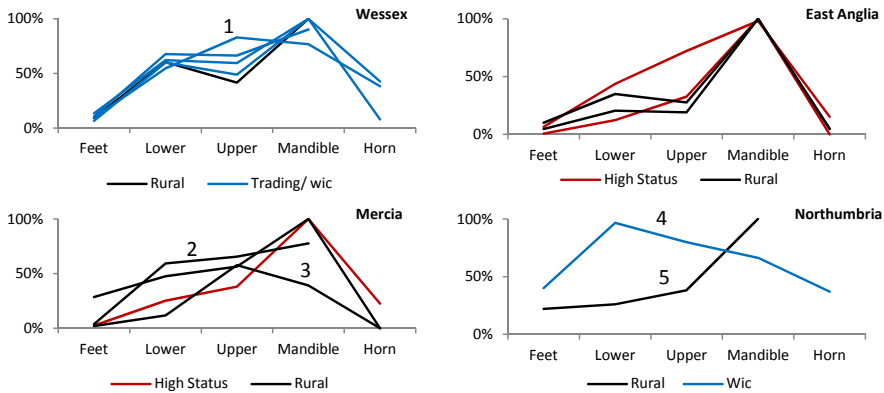 Wessex
100%
1
50%
0%
Feet Lower Upper Mandible Horn
Rural Trading/ wic
East Anglia
100%
50%
0%
Feet Lower Upper Mandible Horn
High Status Rural
Mercia
100%
2
3
50%
0%
Feet Lower Upper Mandible Horn
High Status Rural
Northumbria
100%
4
50%
5
0%
Feet Lower Upper Mandible Horn
Rural Wic